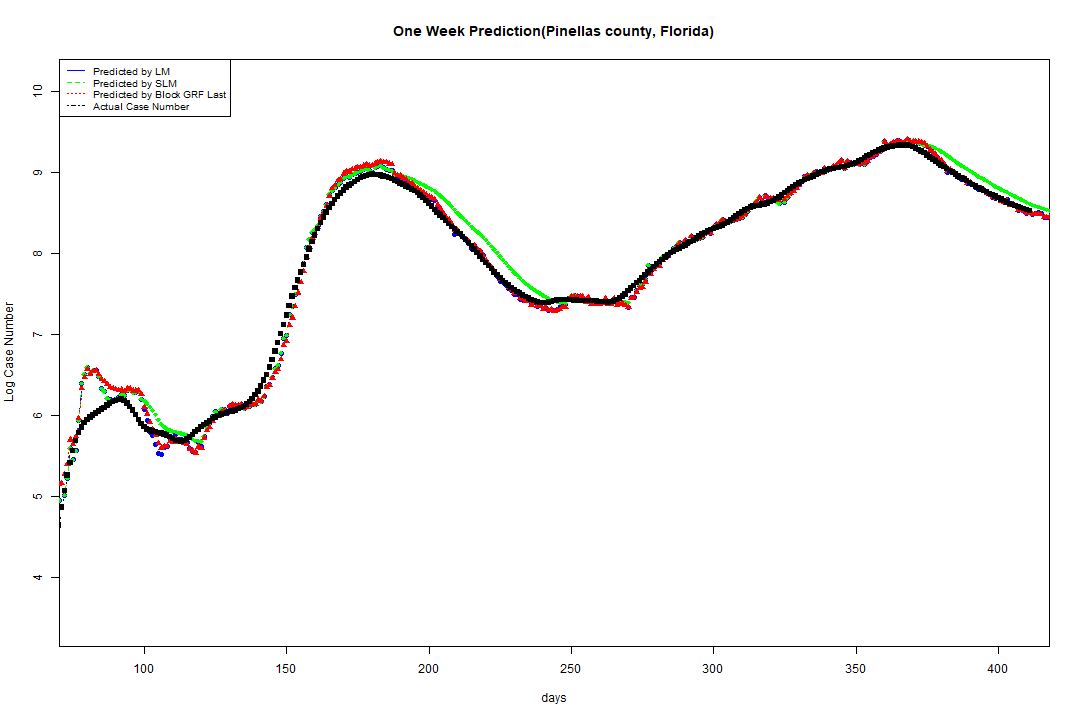 One Week Prediction(Pinellas county, Florida)
Predicted by LM
Predicted by SLM
Predicted by Block GRF Last
Actual Case Number
Log Case Number
10
9
8
7
6
5
4
100 150 200 250 300 350 400
days